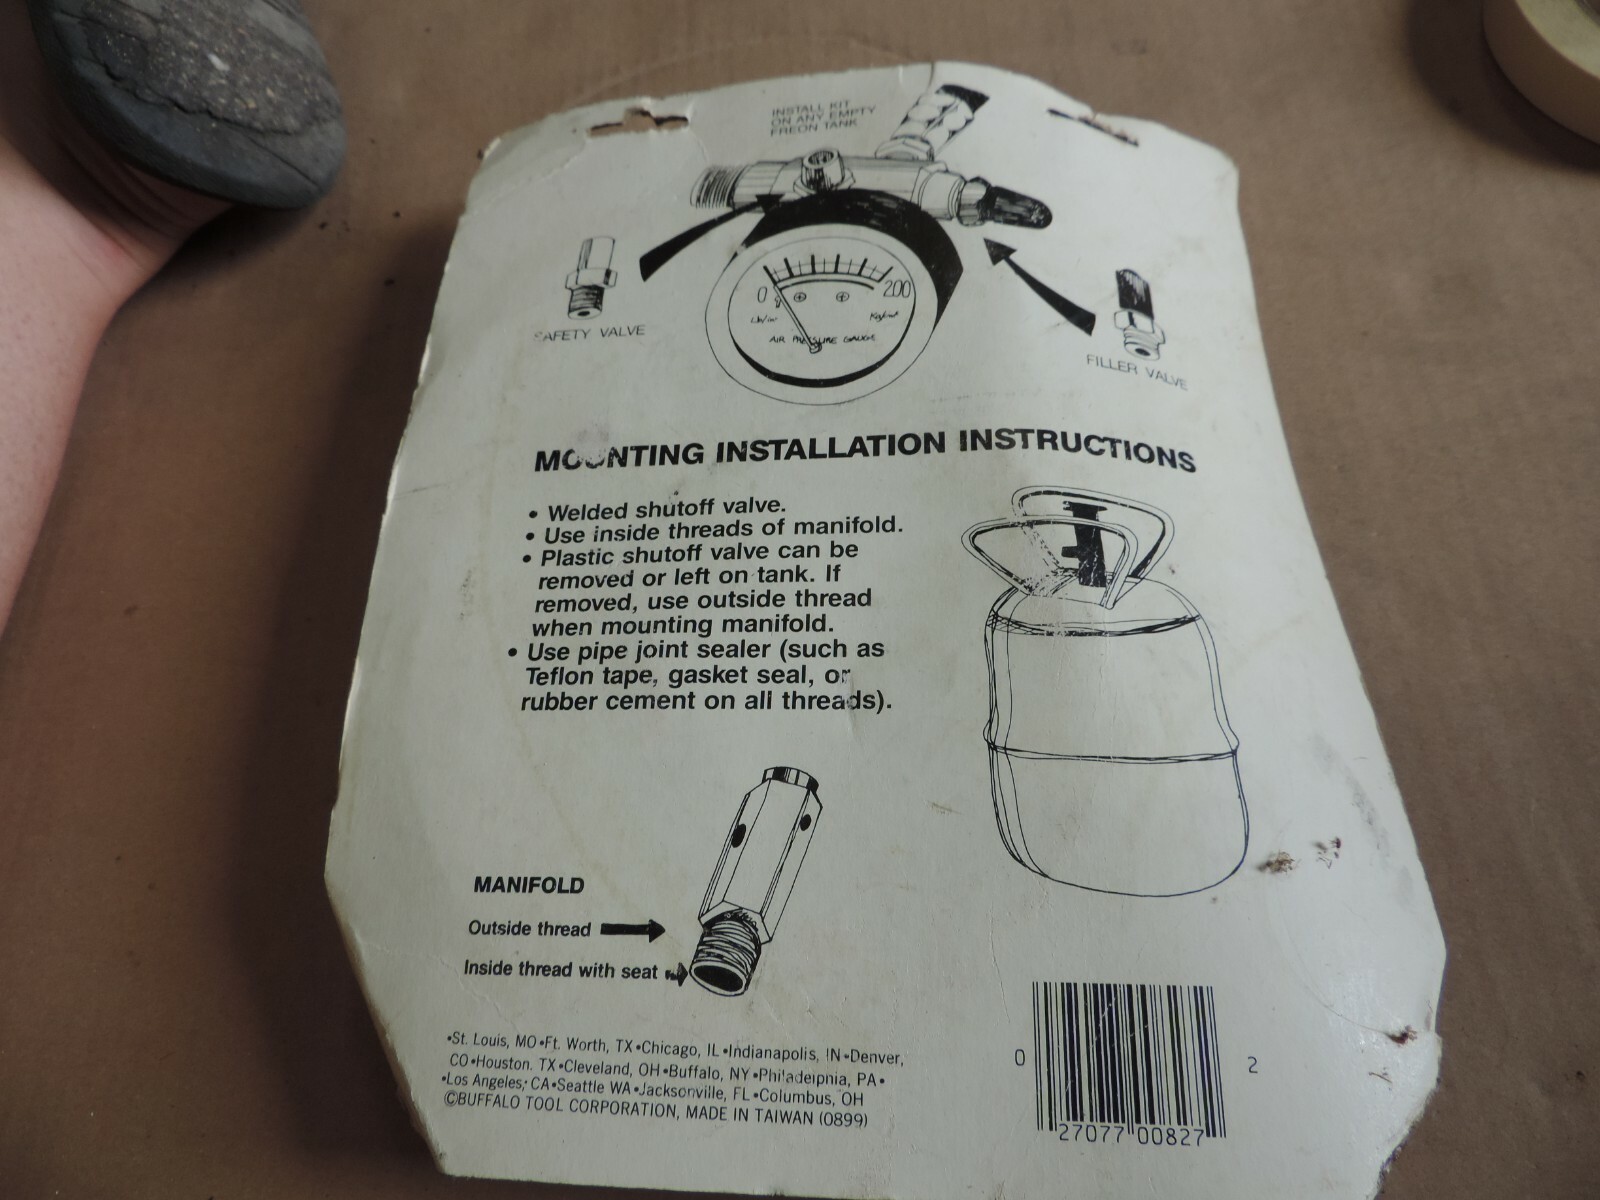 INSTALL KIT
ON ANY EMPTY
FREON TANK
0
200
AIR PRESSURE GAUGE
SAFETY VALVE
FILLER VALVE
MOUNTING INSTALLATION INSTRUCTIONS
• Welded shutoff valve.
• Use inside threads of manifold.
• Plastic shutoff valve can be
removed or left on tank. If
removed, use outside thread
when mounting manifold.
• Use pipe joint sealer (such as
Teflon tape, gasket seal, or
rubber cement on all threads).
MANIFOLD
Outside thread
Inside thread with seat
•St. Louis, MO•Ft. Worth, TX•Chicago, IL•Indianapolis, IN•Denver,
CO•Houston, TX•Cleveland, OH•Buffalo, NY•Philadelphia, PA•
•Los Angeles, CA•Seattle WA•Jacksonville, FL•Columbus, OH
©BUFFALO TOOL CORPORATION, MADE IN TAIWAN (0899)
0 27077 00827 2